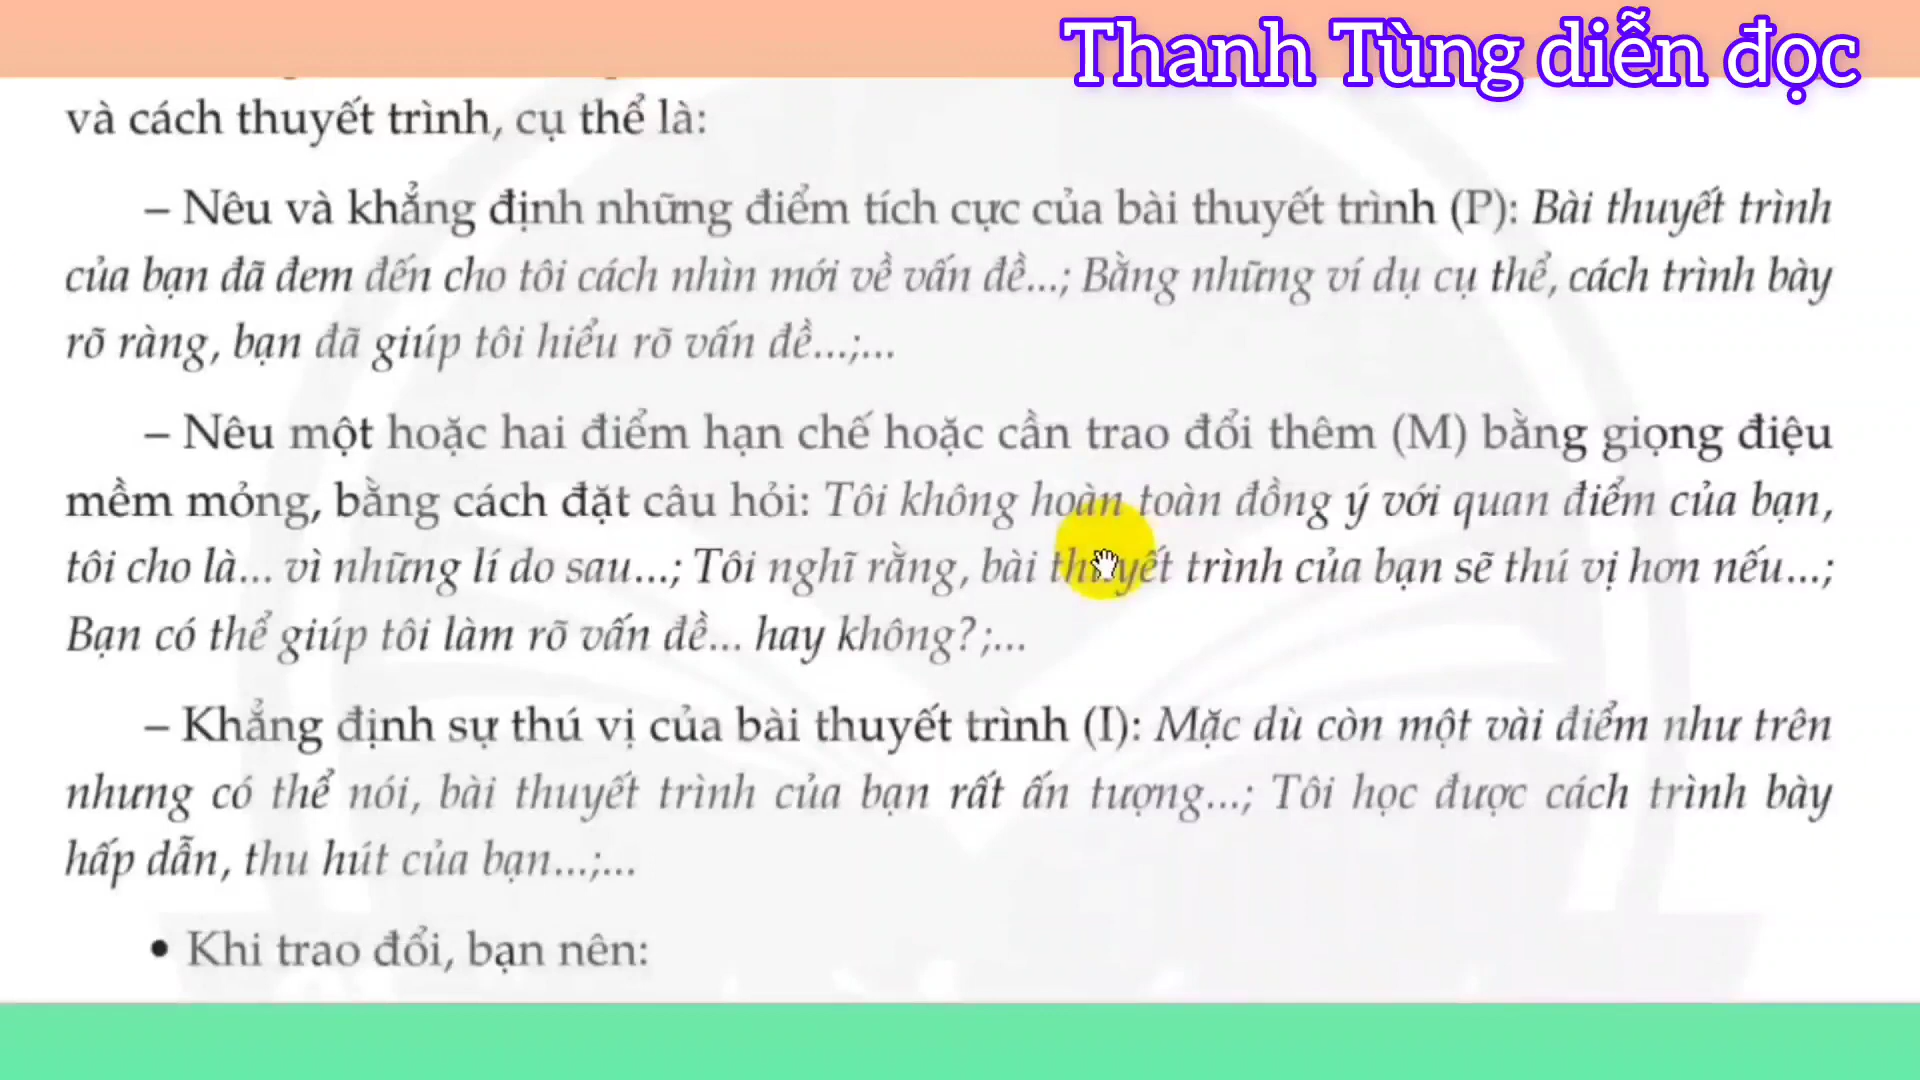 Thanh Tùng diễn đọc
và cách thuyết trình, cụ thể là:
– Nêu và khẳng định những điểm tích cực của bài thuyết trình (P): Bài thuyết trình
của bạn đã đem đến cho tôi cách nhìn mới về vấn đề...; Bằng những ví dụ cụ thể, cách trình bày
rõ ràng, bạn đã giúp tôi hiểu rõ vấn đề...;...
– Nêu một hoặc hai điểm hạn chế hoặc cần trao đổi thêm (M) bằng giọng điệu
mềm mỏng, bằng cách đặt câu hỏi: Tôi không hoàn toàn đồng ý với quan điểm của bạn,
tôi cho là... vì những lí do sau...; Tôi nghĩ rằng, bài thuyết trình của bạn sẽ thú vị hơn nếu...;
Bạn có thể giúp tôi làm rõ vấn đề... hay không?;...
– Khẳng định sự thú vị của bài thuyết trình (I): Mặc dù còn một vài điểm như trên
nhưng có thể nói, bài thuyết trình của bạn rất ấn tượng...; Tôi học được cách trình bày
hấp dẫn, thu hút của bạn...;...
• Khi trao đổi, bạn nên: